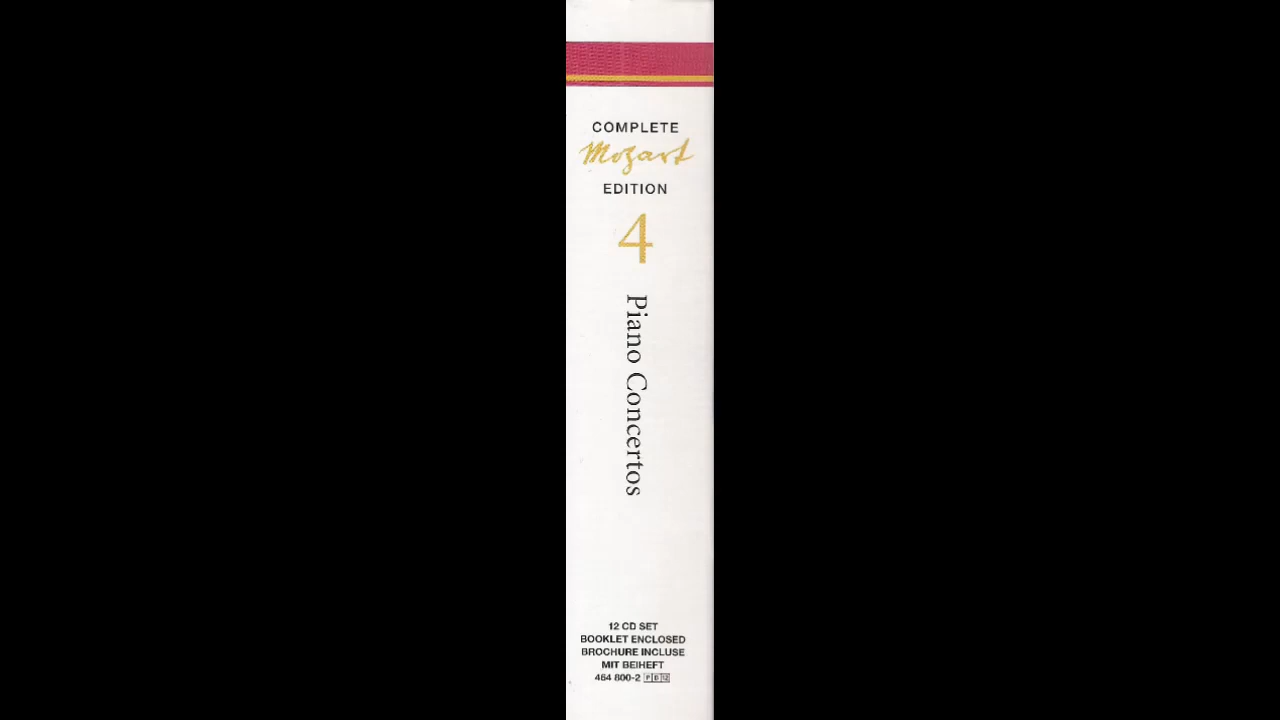 COMPLETE
Mozart
EDITION
4
Piano Concertos
12 CD SET
BOOKLET ENCLOSED
BROCHURE INCLUSE
MIT BEIHEFT
464 800-2